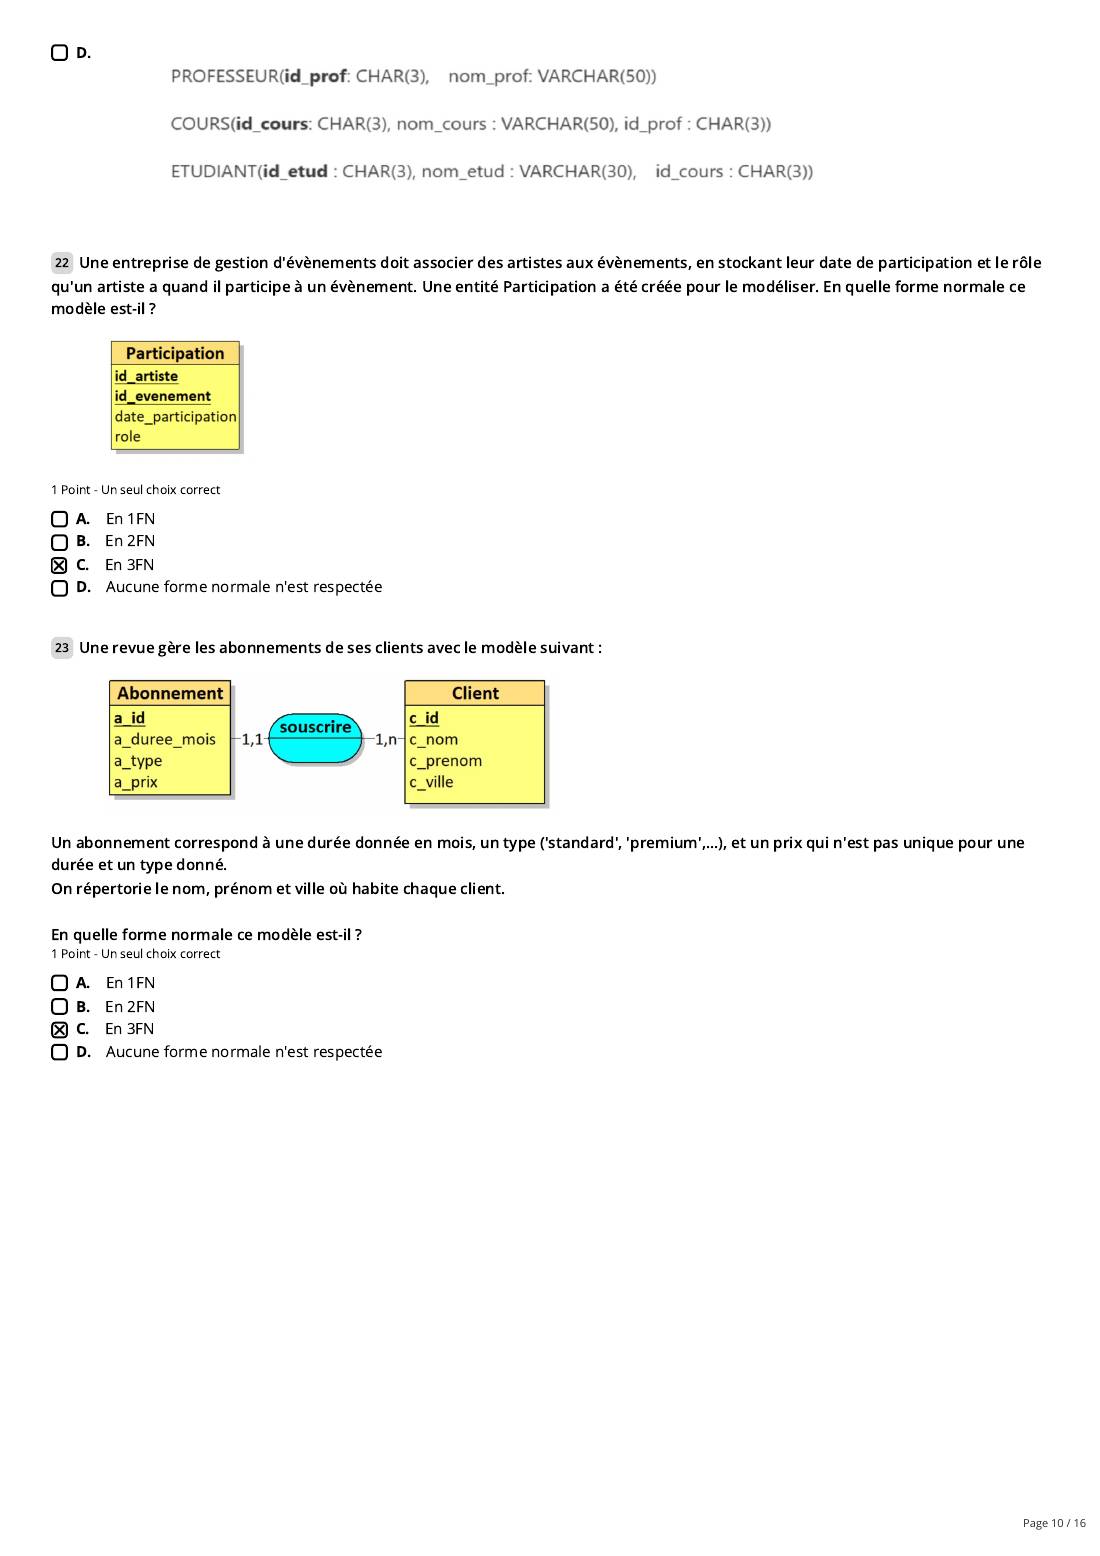 D.
PROFESSEUR(id_prof: CHAR(3), nom_prof: VARCHAR(50))
COURS(id_cours: CHAR(3), nom_cours : VARCHAR(50), id_prof : CHAR(3))
ETUDIANT(id_etud : CHAR(3), nom_etud : VARCHAR(30), id_cours : CHAR(3))
22 Une entreprise de gestion d'évènements doit associer des artistes aux évènements, en stockant leur date de participation et le rôle
qu'un artiste a quand il participe à un évènement. Une entité Participation a été créée pour le modéliser. En quelle forme normale ce
modèle est-il ?
Participation
id_artiste
id_evenement
date_participation
role
1 Point - Un seul choix correct
A. En 1FN
B. En 2FN
C. En 3FN
D. Aucune forme normale n'est respectée
23 Une revue gère les abonnements de ses clients avec le modèle suivant :
Abonnement
a_id
a_duree_mois
a_type
a_prix
1,1
souscrire
1,n
Client
c_id
c_nom
c_prenom
c_ville
Un abonnement correspond à une durée donnée en mois, un type ('standard', 'premium',...), et un prix qui n'est pas unique pour une
durée et un type donné.
On répertorie le nom, prénom et ville où habite chaque client.
En quelle forme normale ce modèle est-il ?
1 Point - Un seul choix correct
A. En 1FN
B. En 2FN
C. En 3FN
D. Aucune forme normale n'est respectée
Page 10 / 16